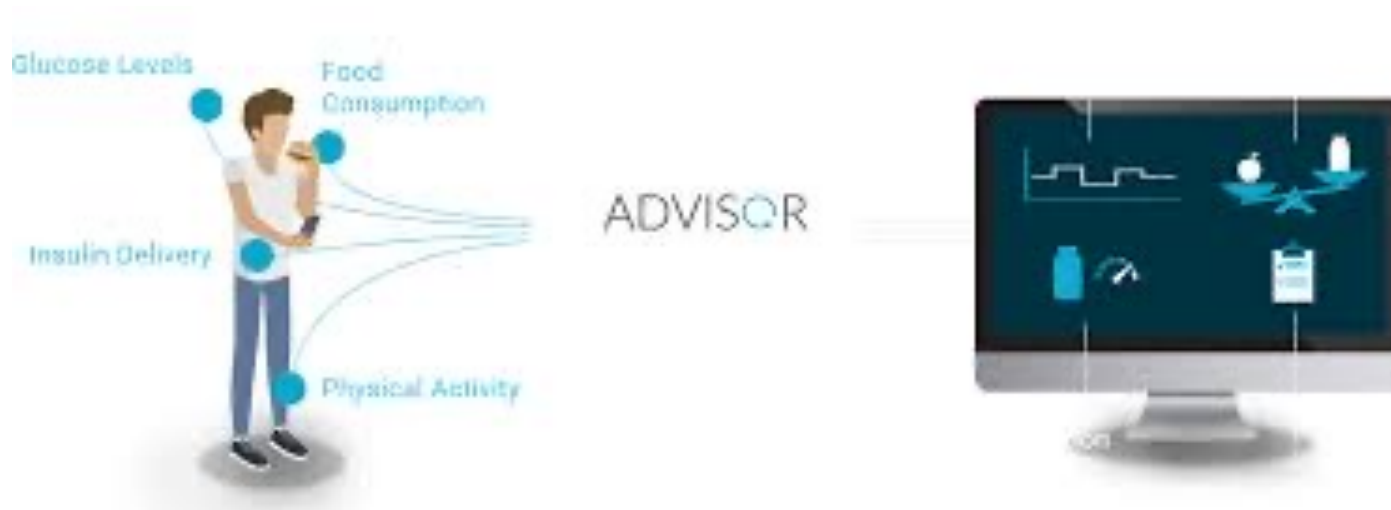 Glucose Levels
Food
Consumption
ADVISOR
Insulin Delivery
Physical Activity